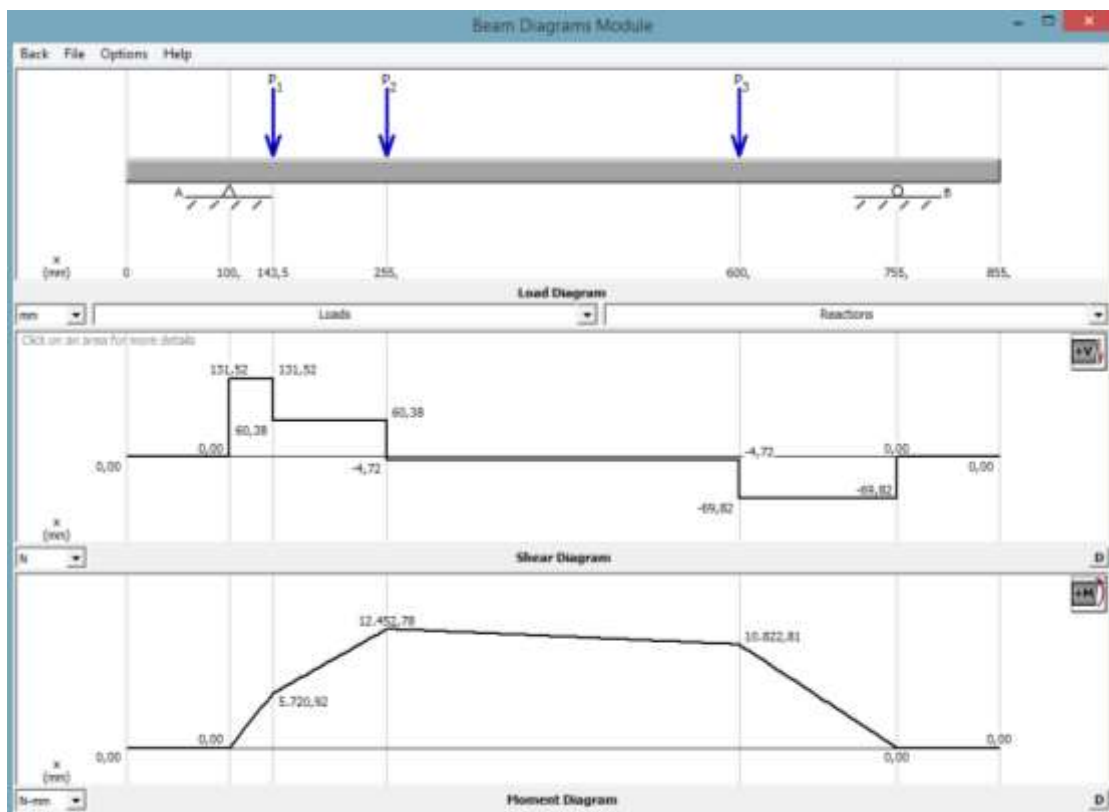 Beam Diagrams Module
Back File Options Help
P1 P2 P3
A B
x
(mm) 0 100, 143,5 255, 600, 755, 855,
Load Diagram
mm Loads Reactions
Click on an area for more details
+V
131,52 131,52
0,00 60,38 60,38 -4,72 0,00
0,00 -4,72 0,00
-69,82 -69,82
x
(mm)
N Shear Diagram D
+M
12.452,78
10.822,81
5.720,92
0,00 0,00
0,00 0,00
x
(mm)
N-mm Moment Diagram D